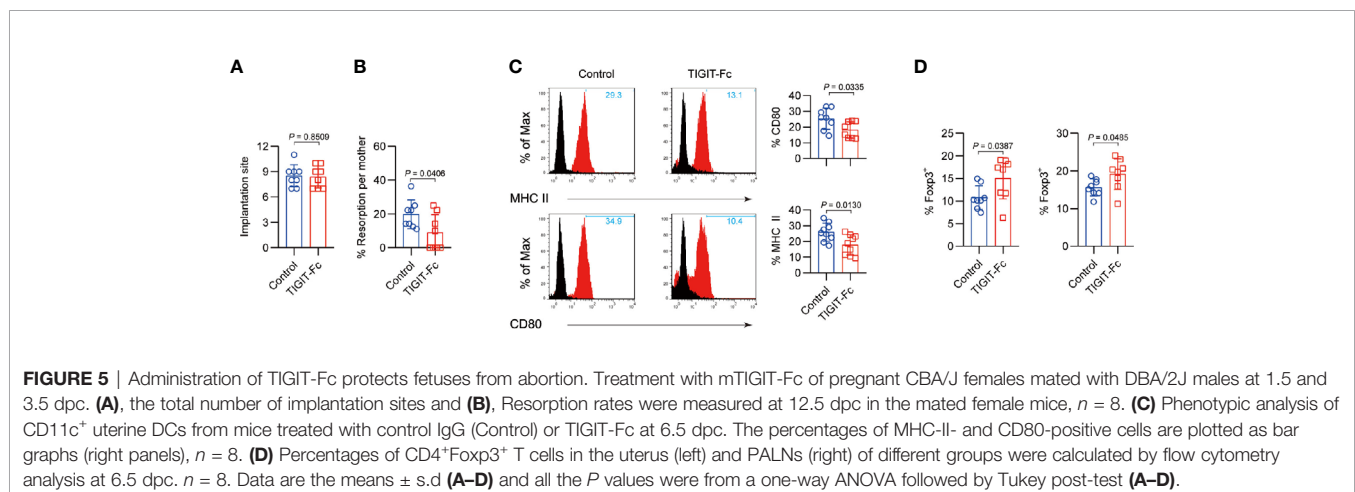 A
B
C
D
Control
TIGIT-Fc
P = 0.8509
Implantation site
12
9
6
3
0
Control
TIGIT-Fc
P = 0.0406
% Resorption per mother
60
40
20
0
Control
TIGIT-Fc
% of Max
29.3
13.1
MHC II
% of Max
34.9
10.4
CD80
P = 0.0335
% CD80
40
30
20
10
0
Control
TIGIT-Fc
P = 0.0130
% MHC II
40
30
20
10
0
Control
TIGIT-Fc
P = 0.0387
% Foxp3⁺
25
20
15
10
5
0
Control
TIGIT-Fc
P = 0.0485
% Foxp3⁺
30
20
10
0
Control
TIGIT-Fc
FIGURE 5 | Administration of TIGIT-Fc protects fetuses from abortion. Treatment with mTIGIT-Fc of pregnant CBA/J females mated with DBA/2J males at 1.5 and
3.5 dpc. (A), the total number of implantation sites and (B), Resorption rates were measured at 12.5 dpc in the mated female mice, n = 8. (C) Phenotypic analysis of
CD11c⁺ uterine DCs from mice treated with control IgG (Control) or TIGIT-Fc at 6.5 dpc. The percentages of MHC-II- and CD80-positive cells are plotted as bar
graphs (right panels), n = 8. (D) Percentages of CD4⁺Foxp3⁺ T cells in the uterus (left) and PALNs (right) of different groups were calculated by flow cytometry
analysis at 6.5 dpc. n = 8. Data are the means ± s.d (A–D) and all the P values were from a one-way ANOVA followed by Tukey post-test (A–D).